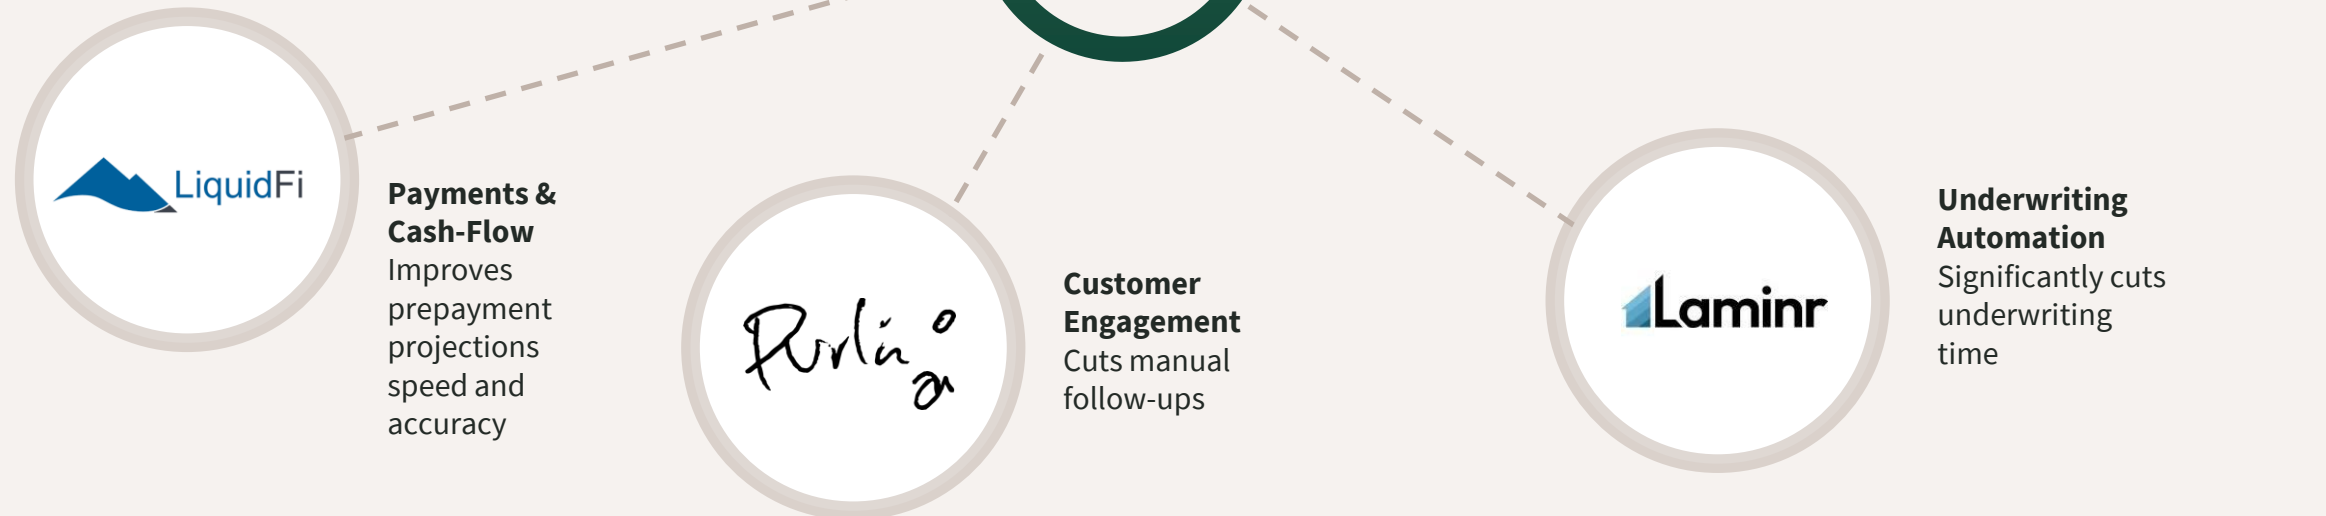 LiquidFi
Payments &
Cash-Flow
Improves
prepayment
projections
speed and
accuracy
Customer
Engagement
Cuts manual
follow-ups
Laminr
Underwriting
Automation
Significantly cuts
underwriting
time